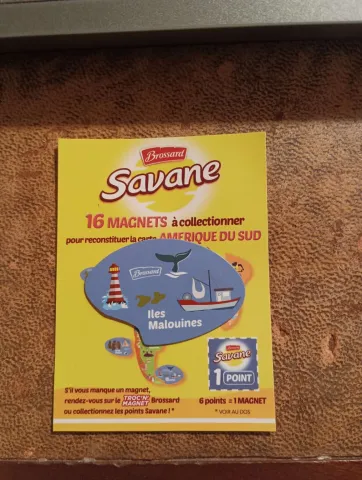 Brossard
Savane
16 MAGNETS à collectionner
pour reconstituer la carte AMERIQUE DU SUD
Brossard
Iles
Malouines
Brossard
Savane
1 POINT
S'il vous manque un magnet,
rendez-vous sur le TROC'N' MAGNET Brossard
ou collectionnez les points Savane ! *
6 points = 1 MAGNET
* VOIR AU DOS